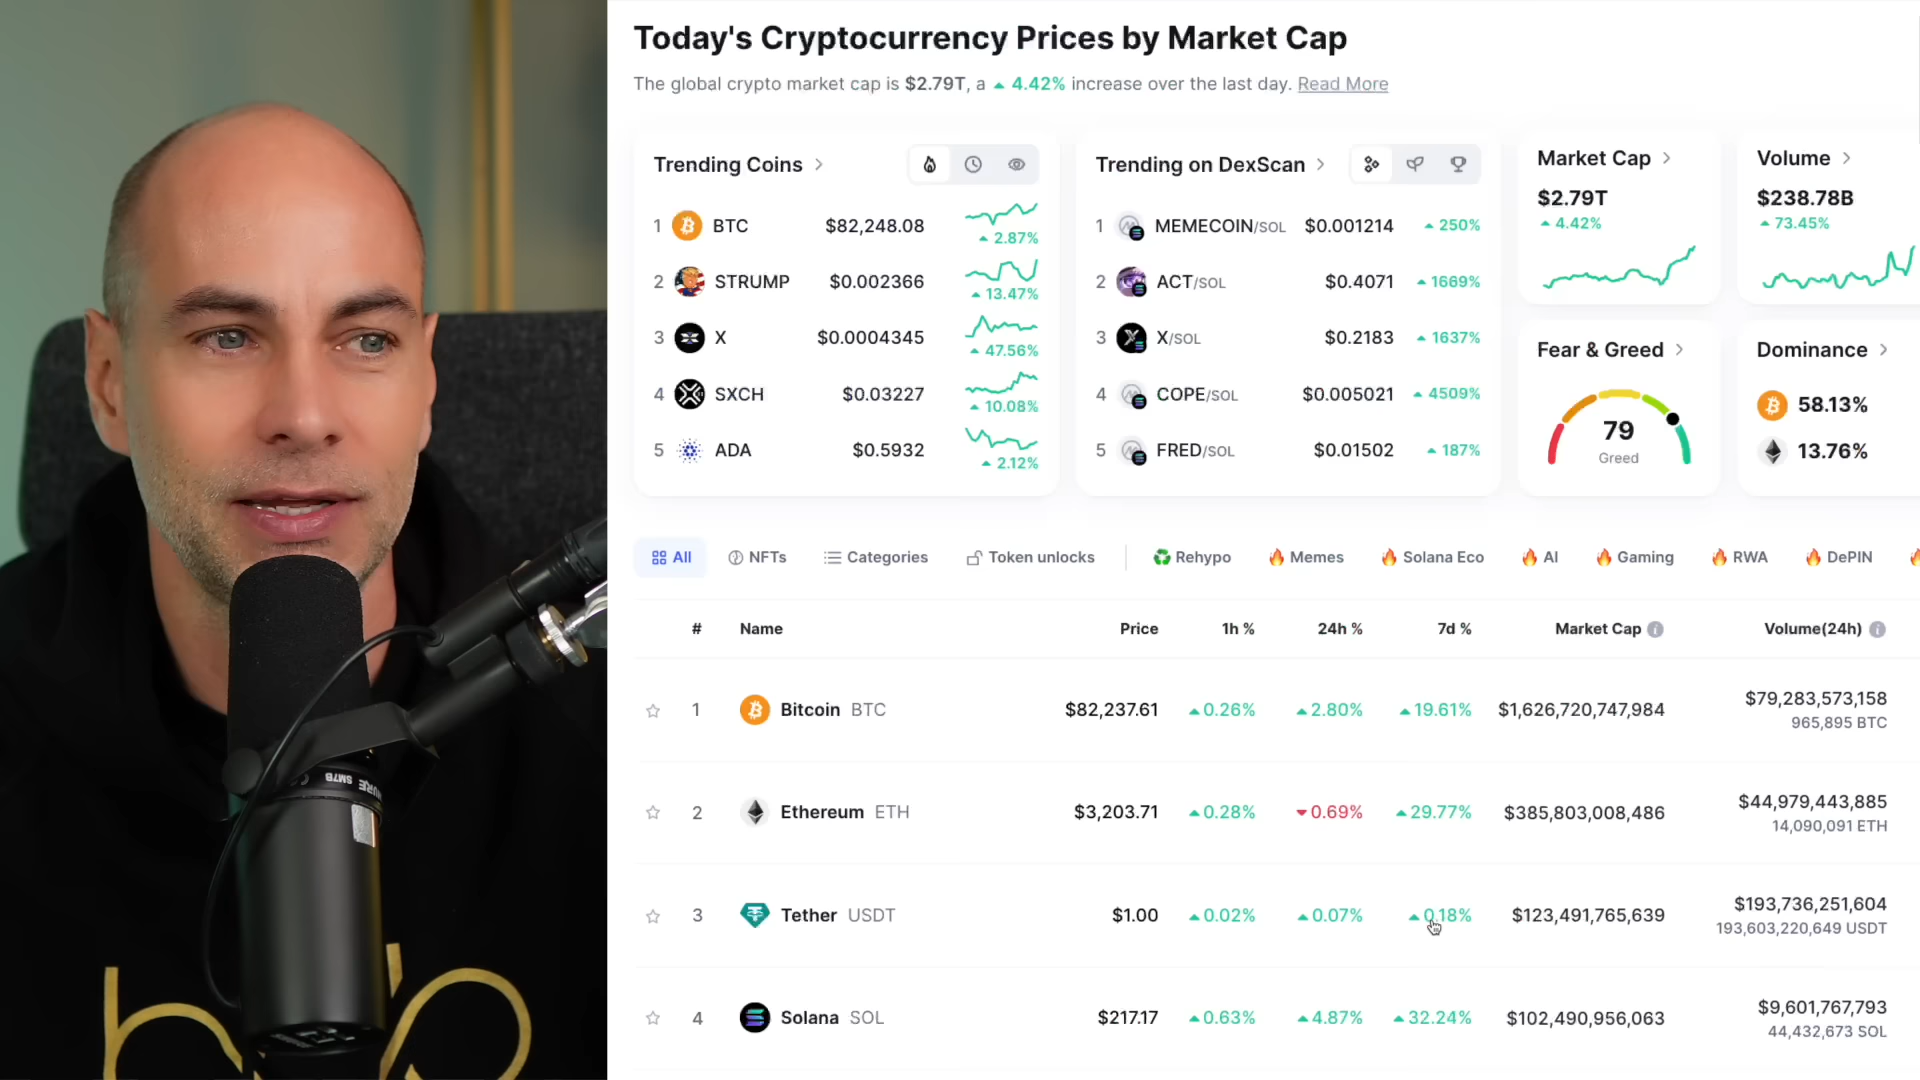 Today's Cryptocurrency Prices by Market Cap
The global crypto market cap is $2.79T, a 4.42% increase over the last day. Read More
Trending Coins
1 BTC $82,248.08 2.87%
2 STRUMP $0.002366 13.47%
3 X $0.0004345 47.56%
4 SXCH $0.03227 10.08%
5 ADA $0.5932 2.12%
Trending on DexScan
1 MEMECOIN/SOL $0.001214 250%
2 ACT/SOL $0.4071 1669%
3 X/SOL $0.2183 1637%
4 COPE/SOL $0.005021 4509%
5 FRED/SOL $0.01502 187%
Market Cap
$2.79T
4.42%
Volume
$238.78B
73.45%
Fear & Greed
79
Greed
Dominance
58.13%
13.76%
All NFTs Categories Token unlocks Rehypo Memes Solana Eco AI Gaming RWA DePIN
# Name Price 1h % 24h % 7d % Market Cap Volume(24h)
1 Bitcoin BTC $82,237.61 0.26% 2.80% 19.61% $1,626,720,747,984 $79,283,573,158
965,895 BTC
2 Ethereum ETH $3,203.71 0.28% 0.69% 29.77% $385,803,008,486 $44,979,443,885
14,090,091 ETH
3 Tether USDT $1.00 0.02% 0.07% 0.18% $123,491,765,639 $193,736,251,604
193,603,220,649 USDT
4 Solana SOL $217.17 0.63% 4.87% 32.24% $102,490,956,063 $9,601,767,793
44,432,673 SOL
SHURE SM7B